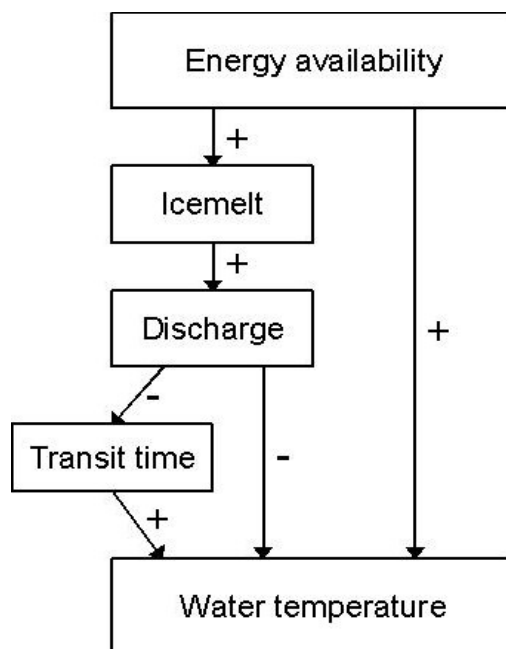 Energy availability
+
Icemelt
+
Discharge
+
-
Transit time
-
+
Water temperature